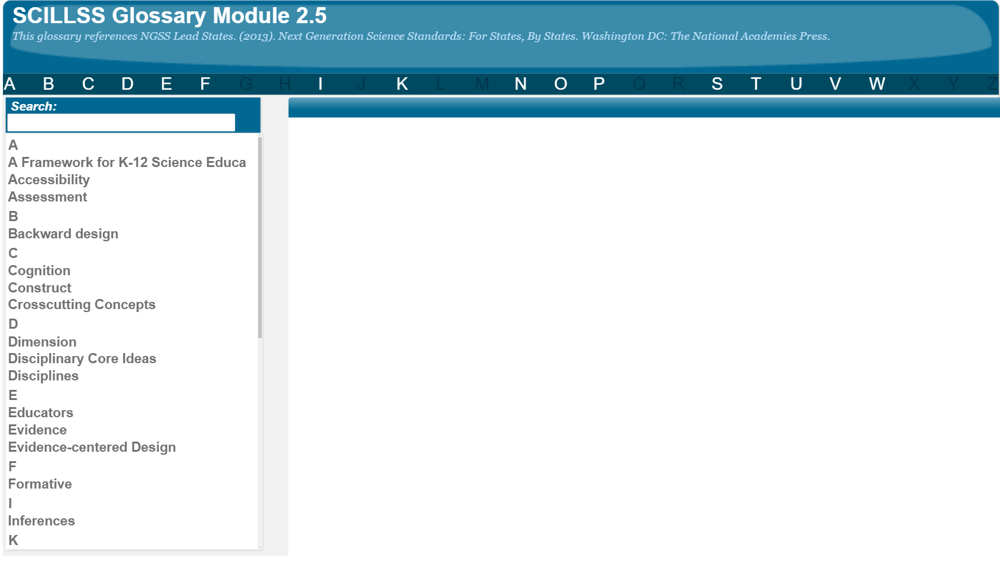 SCILLSS Glossary Module 2.5
This glossary references NGSS Lead States. (2013). Next Generation Science Standards: For States, By States. Washington DC: The National Academies Press.
A B C D E F G H I J K L M N O P Q R S T U V W X Y Z
Search:
A
A Framework for K-12 Science Educa
Accessibility
Assessment
B
Backward design
C
Cognition
Construct
Crosscutting Concepts
D
Dimension
Disciplinary Core Ideas
Disciplines
E
Educators
Evidence
Evidence-centered Design
F
Formative
I
Inferences
K